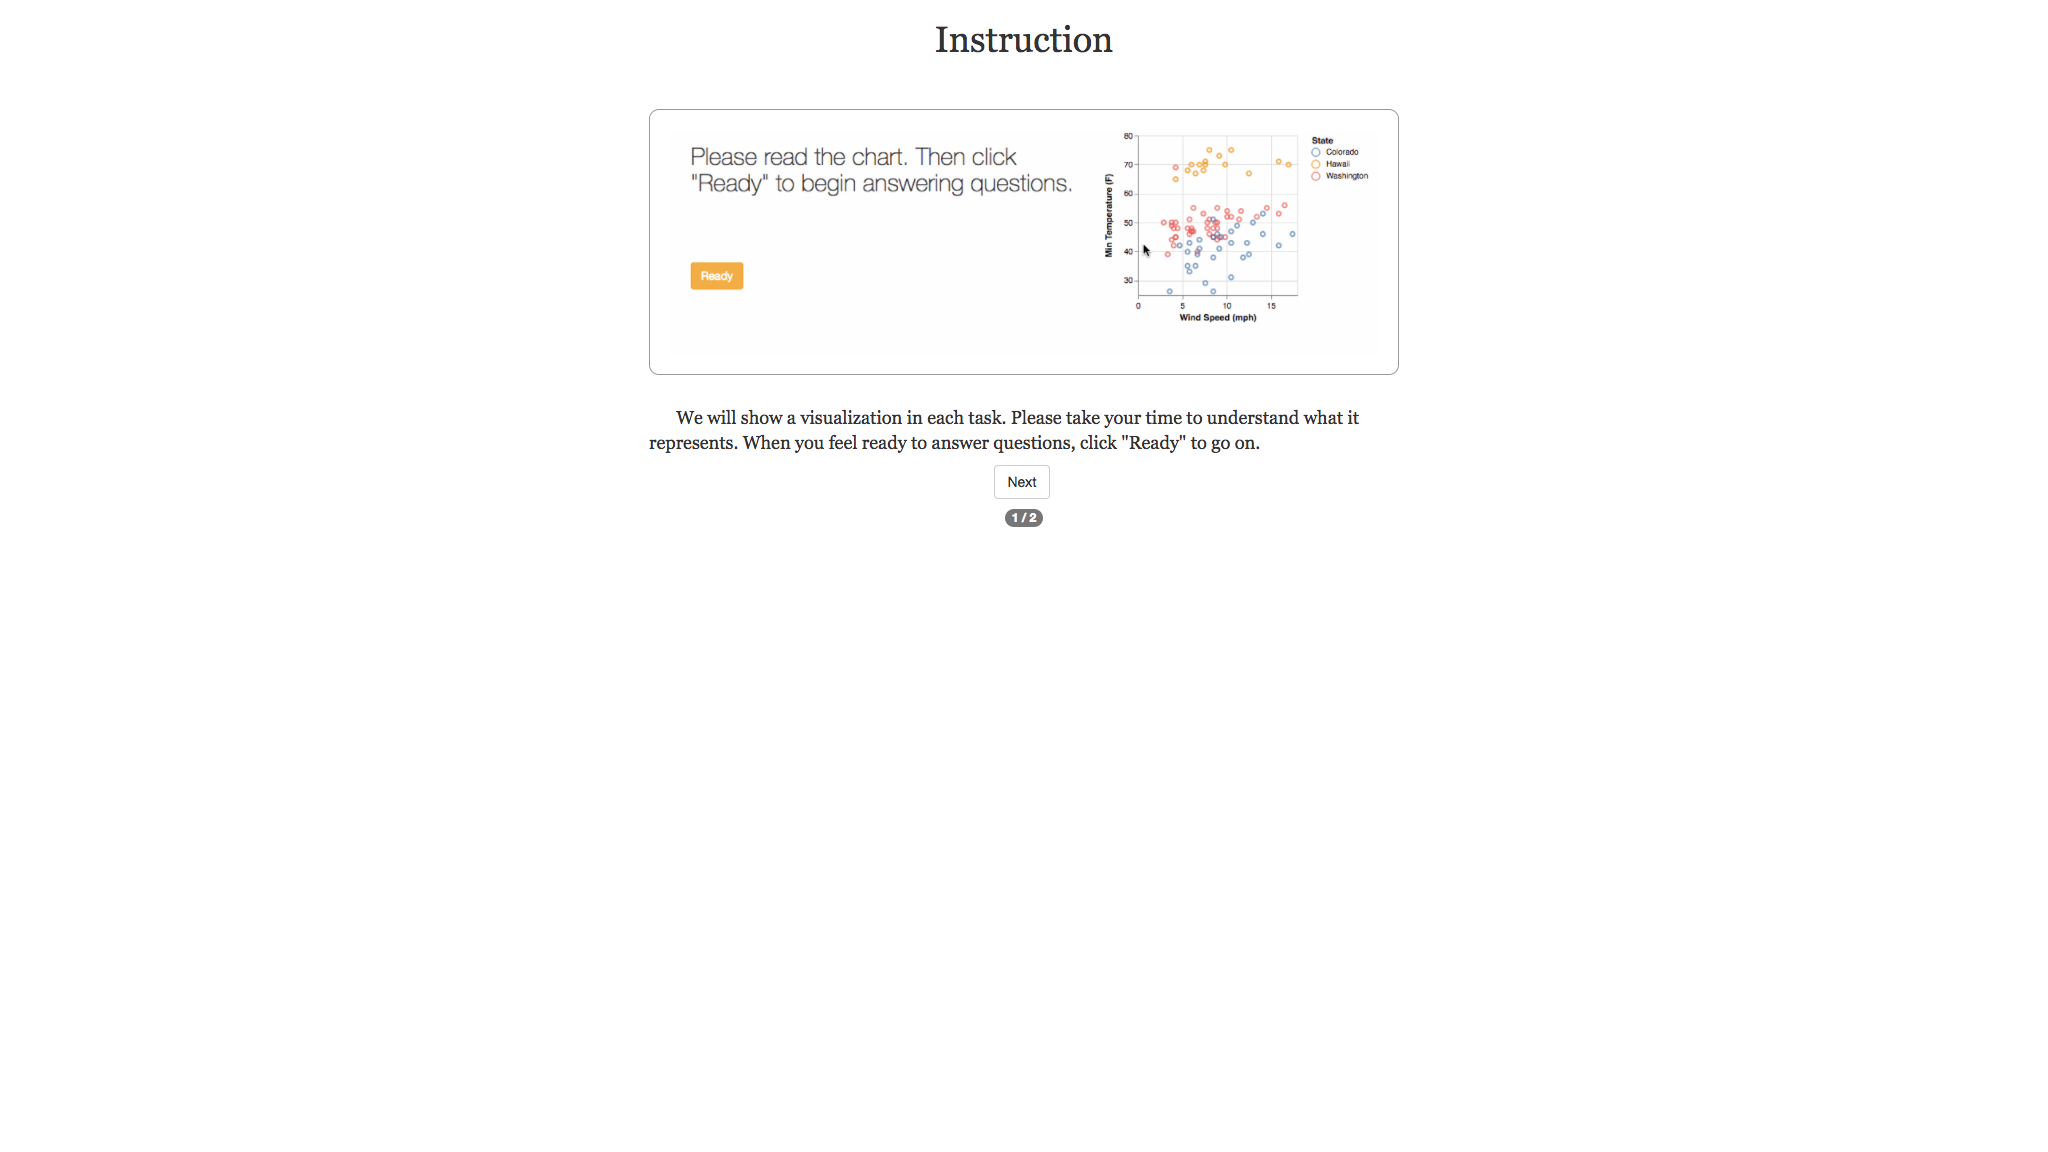 Instruction
Please read the chart. Then click
"Ready" to begin answering questions.
Ready
80
70
60
50
40
30
Min Temperature (F)
0 5 10 15
Wind Speed (mph)
State
Colorado
Hawaii
Washington
We will show a visualization in each task. Please take your time to understand what it
represents. When you feel ready to answer questions, click "Ready" to go on.
Next
1 / 2